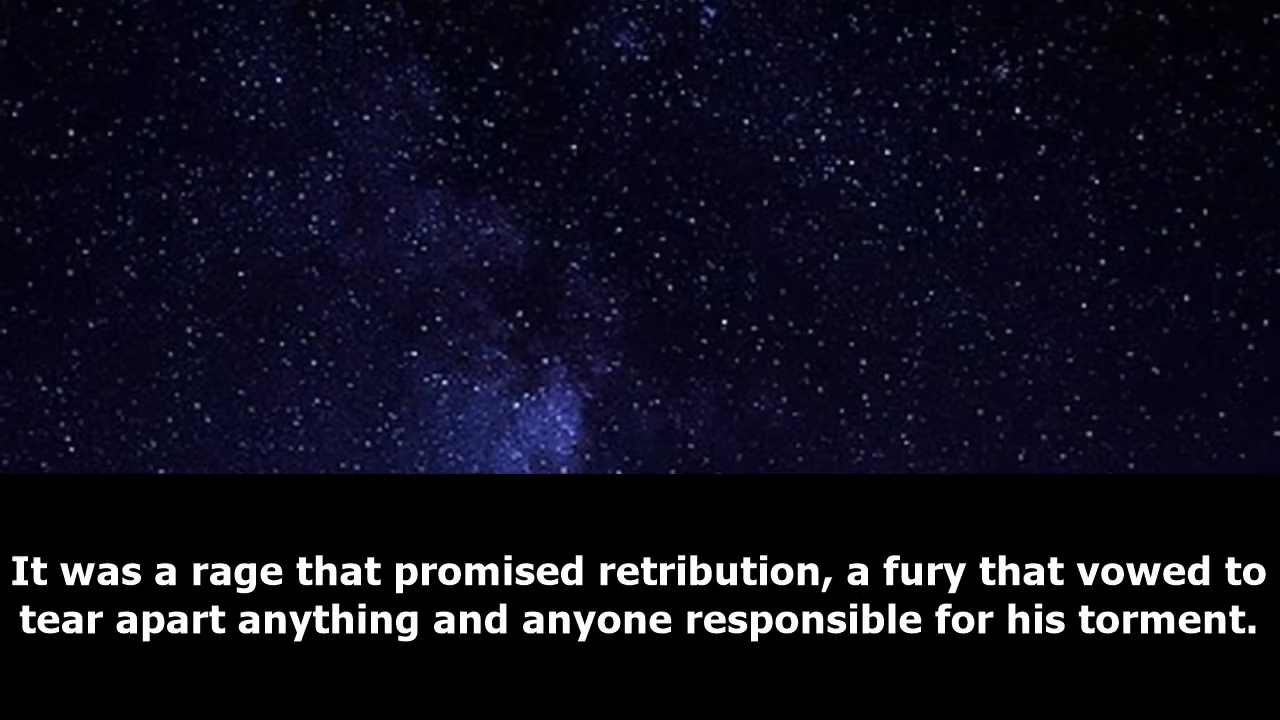 It was a rage that promised retribution, a fury that vowed to
tear apart anything and anyone responsible for his torment.